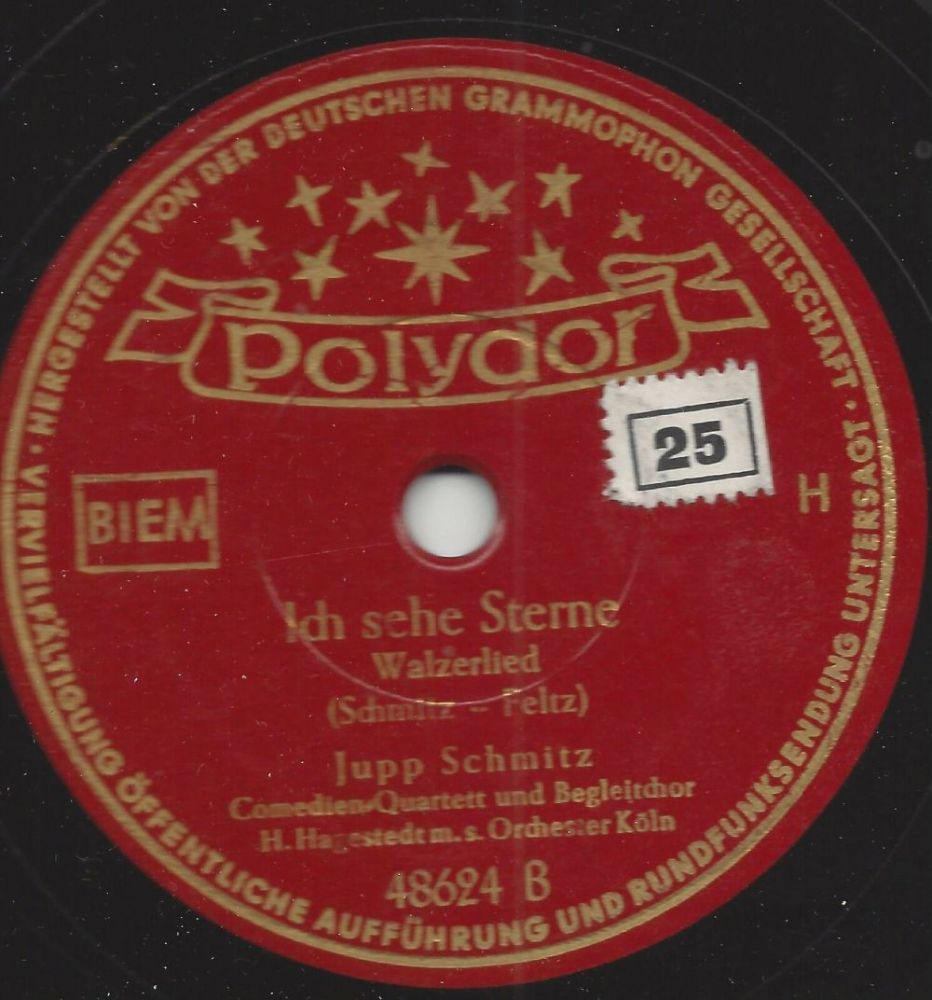 HERGESTELLT VON DER DEUTSCHEN GRAMMOPHON GESELLSCHAFT ·
VERVIELFÄLTIGUNG ÖFFENTLICHE AUFFÜHRUNG UND RUNDFUNKSENDUNG UNTERSAGT ·
Polydor
25
BIEM
H
Ich sehe Sterne
Walzerlied
(Schmitz - Feltz)
Jupp Schmitz
Comedien-Quartett und Begleitchor
H. Hagestedt m. s. Orchester Köln
48624 B